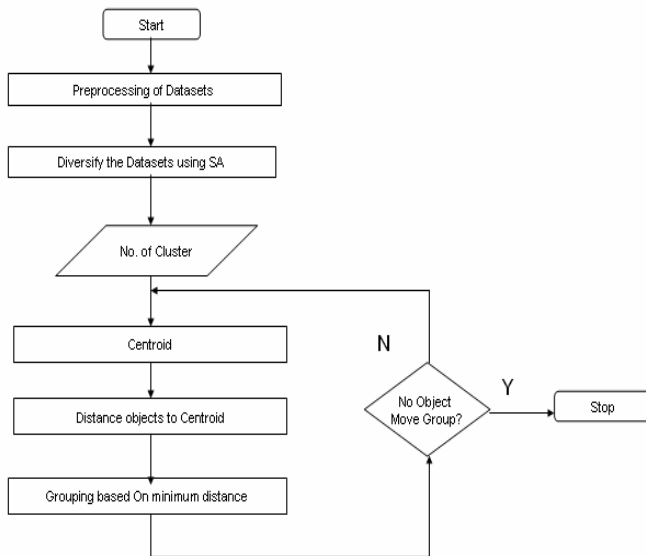 Start
Preprocessing of Datasets
Diversify the Datasets using SA
No. of Cluster
Centroid
Distance objects to Centroid
Grouping based On minimum distance
N
No Object
Move Group?
Y
Stop